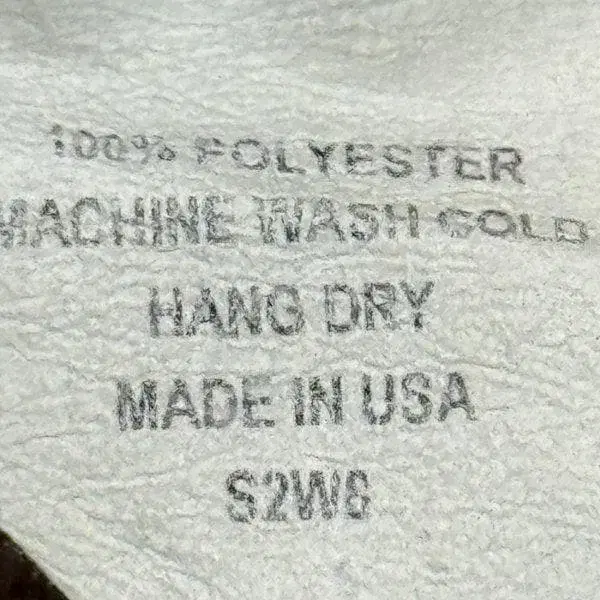 100% POLYESTER
MACHINE WASH COLD
HANG DRY
MADE IN USA
S2W6